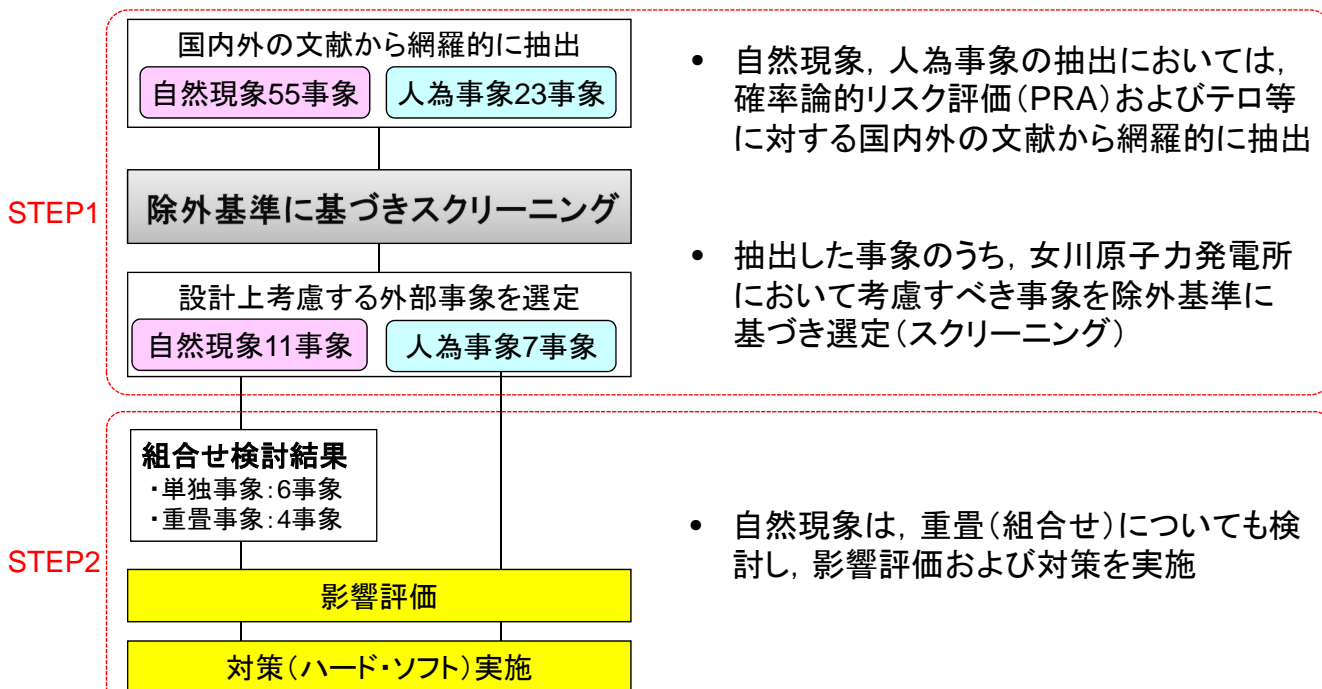 国内外の文献から網羅的に抽出
自然現象55事象
人為事象23事象
STEP1
除外基準に基づきスクリーニング
設計上考慮する外部事象を選定
自然現象11事象
人為事象7事象
• 自然現象，人為事象の抽出においては，
確率論的リスク評価（PRA）およびテロ等
に対する国内外の文献から網羅的に抽出
• 抽出した事象のうち，女川原子力発電所
において考慮すべき事象を除外基準に
基づき選定（スクリーニング）
STEP2
組合せ検討結果
・単独事象：6事象
・重畳事象：4事象
影響評価
対策（ハード・ソフト）実施
• 自然現象は，重畳（組合せ）についても検
討し，影響評価および対策を実施